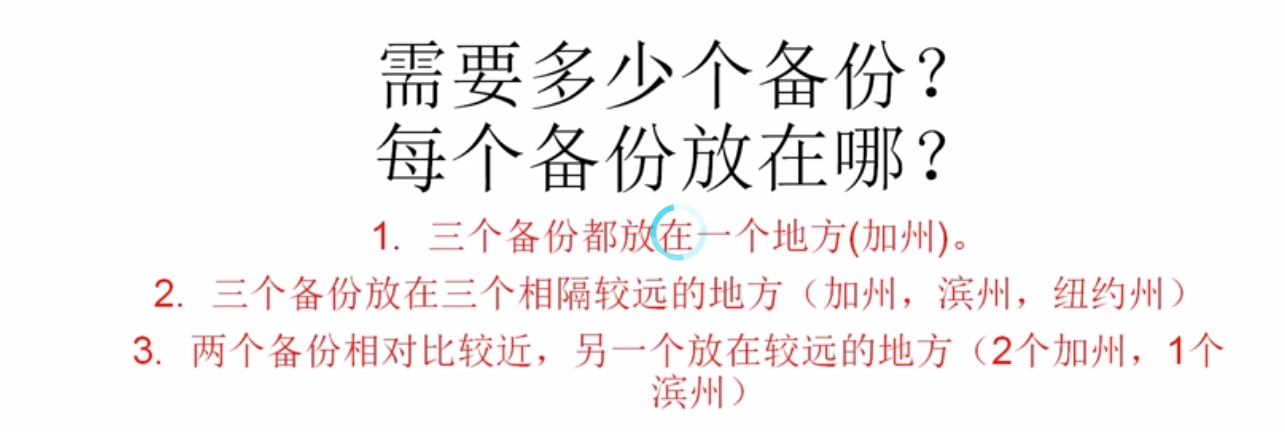 需要多少个备份?
每个备份放在哪?
1. 三个备份都放在一个地方(加州)。
2. 三个备份放在三个相隔较远的地方（加州，滨州，纽约州）
3. 两个备份相对比较近，另一个放在较远的地方（2个加州，1个
滨州）